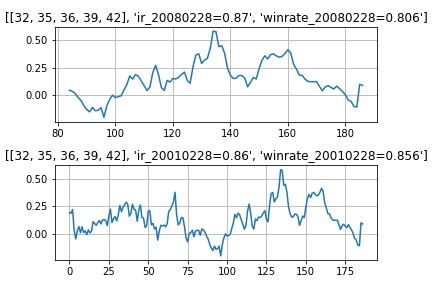 [[32, 35, 36, 39, 42], 'ir_20080228=0.87', 'winrate_20080228=0.806']
0.50
0.25
0.00
80 100 120 140 160 180
[[32, 35, 36, 39, 42], 'ir_20010228=0.86', 'winrate_20010228=0.856']
0.50
0.25
0.00
0 25 50 75 100 125 150 175